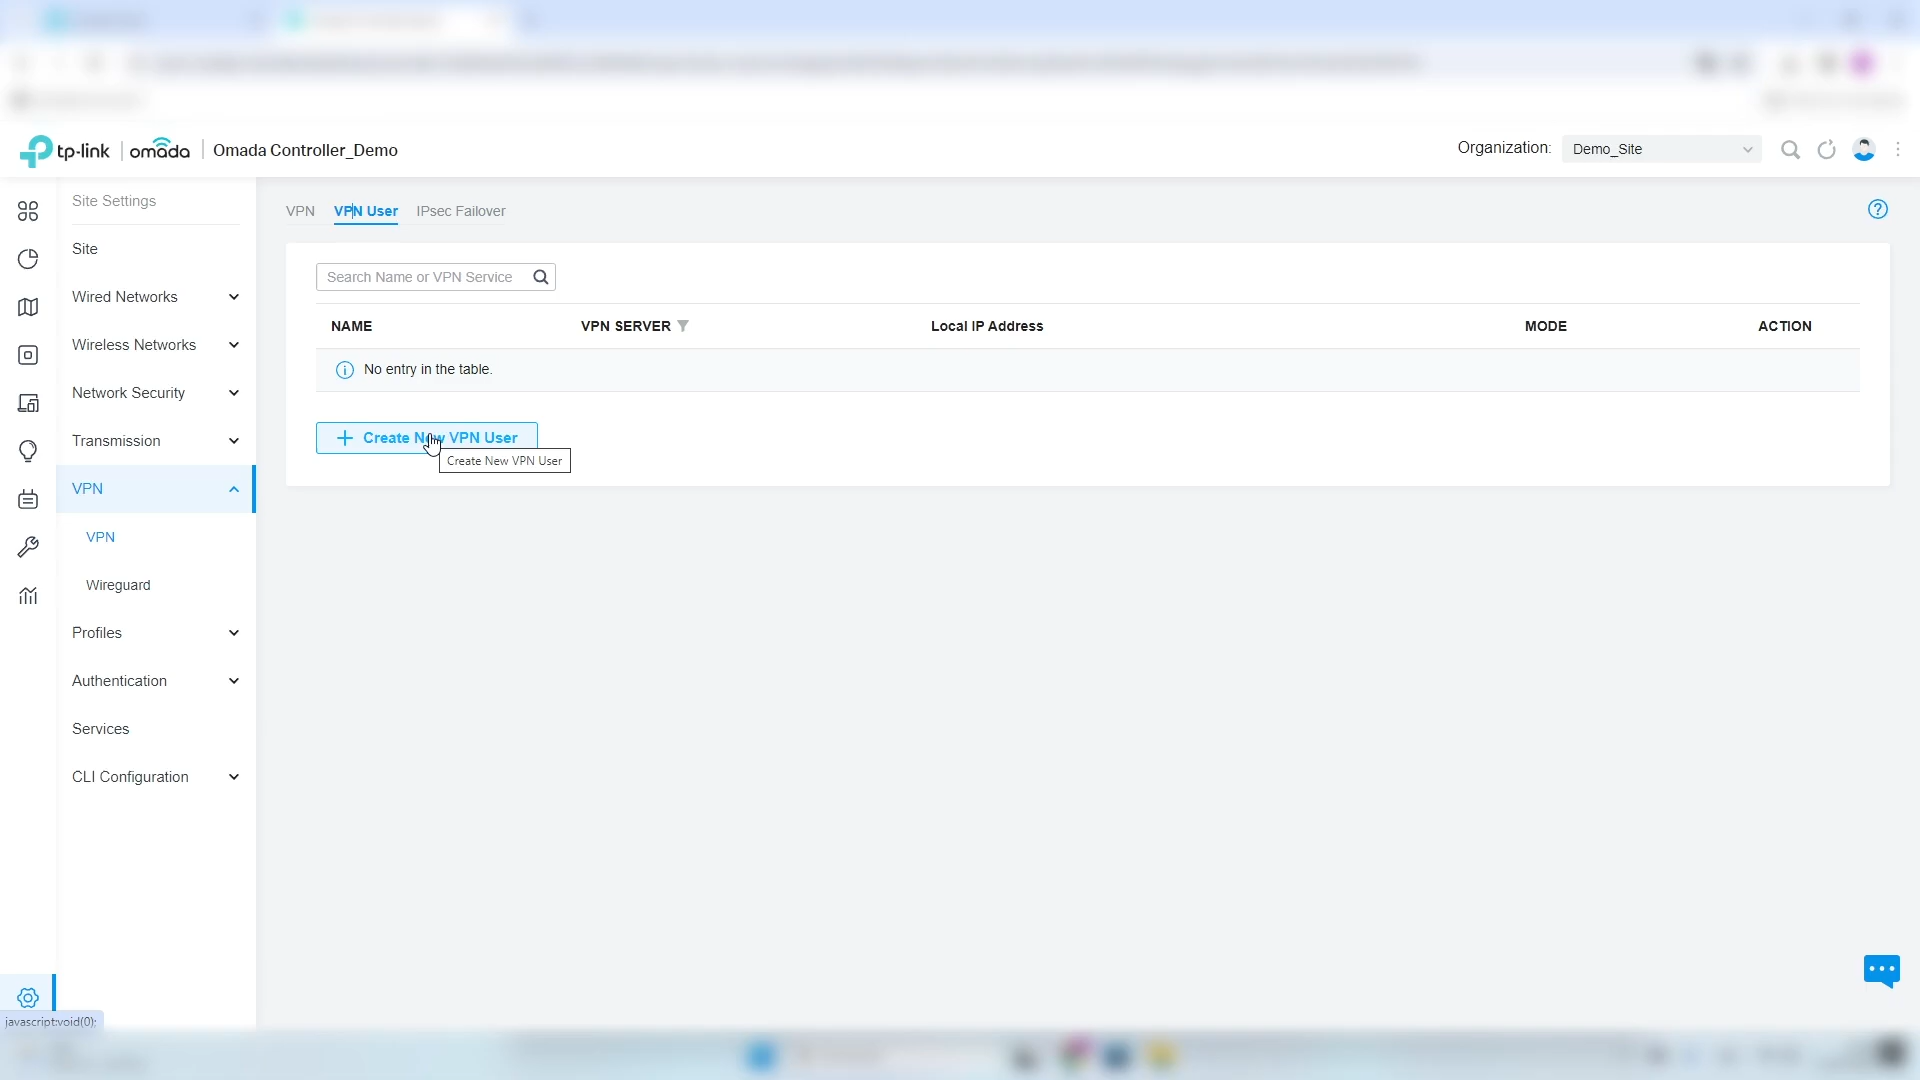 tp-link | omada | Omada Controller_Demo
Organization: Demo_Site
Site Settings
Site
Wired Networks
Wireless Networks
Network Security
Transmission
VPN
VPN
Wireguard
Profiles
Authentication
Services
CLI Configuration
VPN VPN User IPsec Failover
Search Name or VPN Service
NAME VPN SERVER Local IP Address MODE ACTION
No entry in the table.
Create New VPN User
Create New VPN User
javascript:void(0);